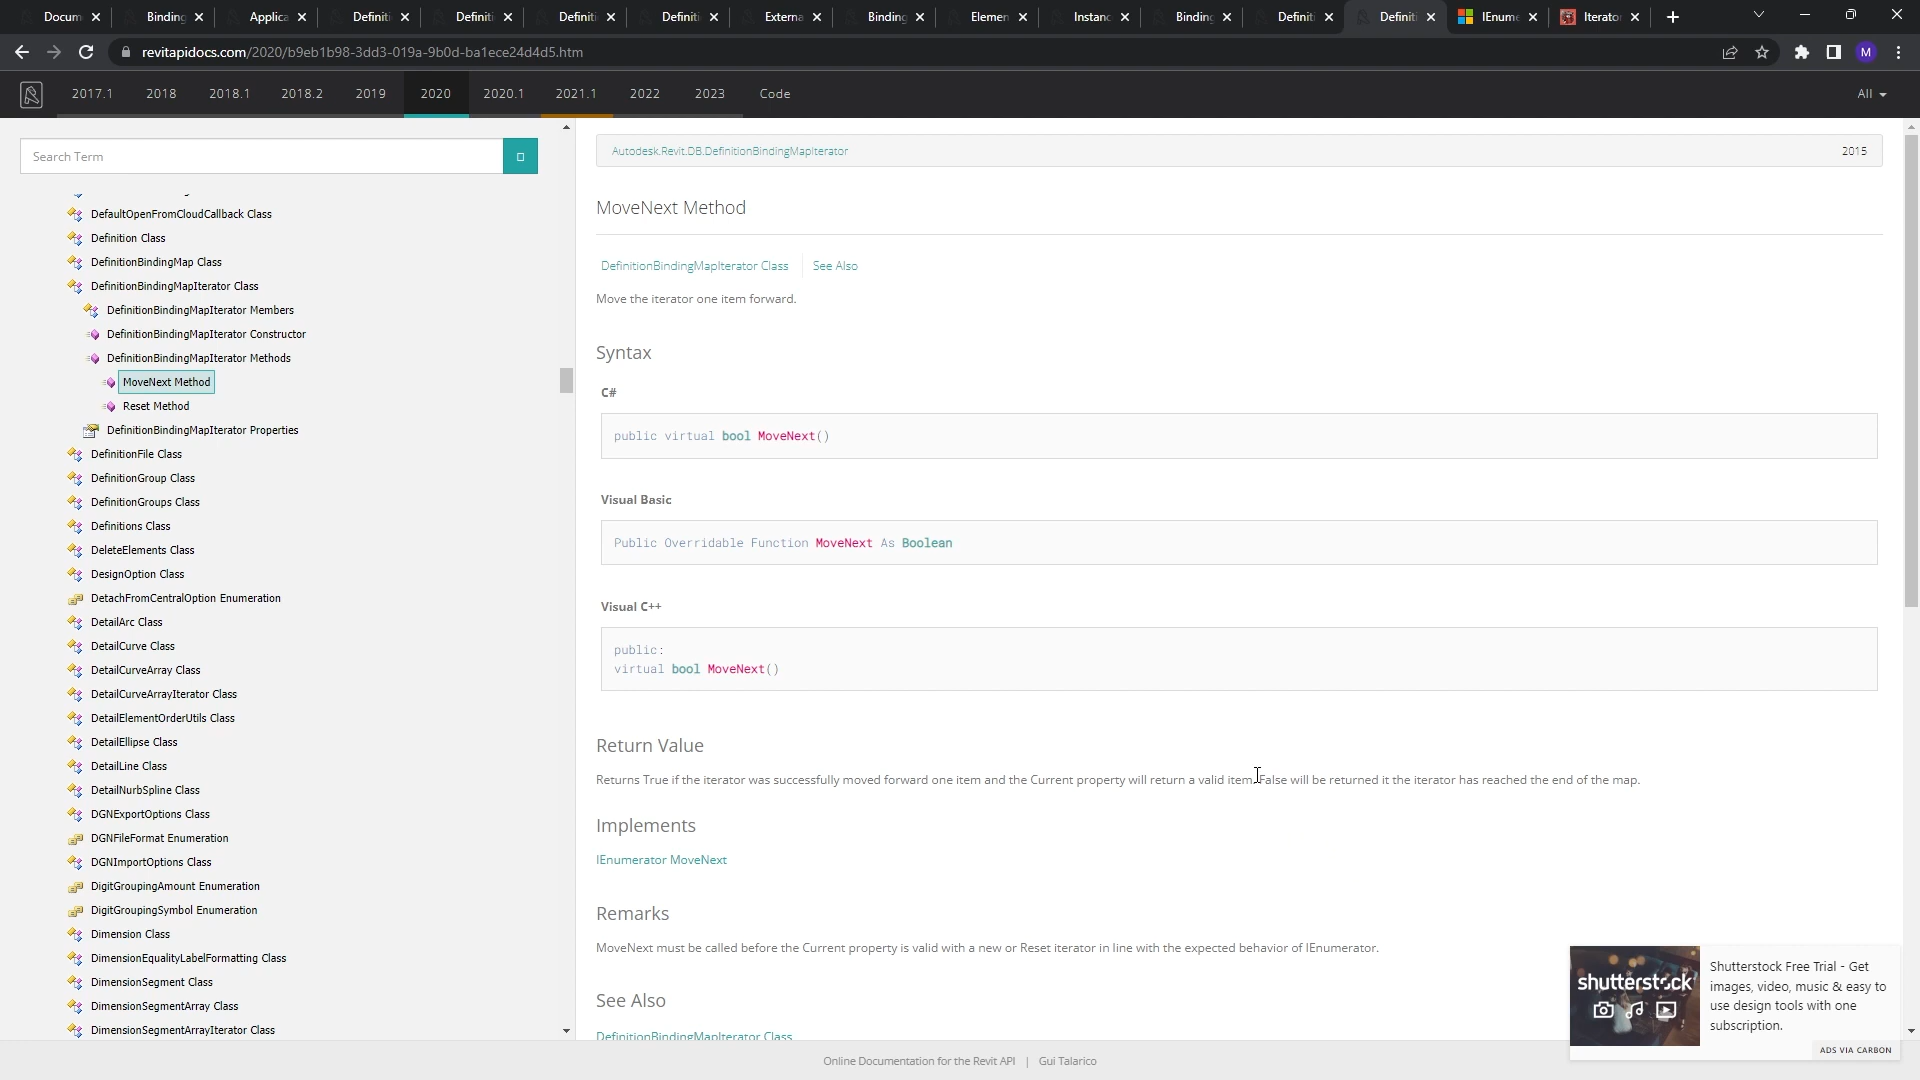 Docum
Binding
Applica
Definiti
Definiti
Definiti
Definiti
Externa
Binding
Elemen
Instanc
Binding
Definiti
Definiti
IEnume
Iterator
revitapidocs.com/2020/b9eb1b98-3dd3-019a-9b0d-ba1ece24d4d5.htm
M
2017.1
2018
2018.1
2018.2
2019
2020
2020.1
2021.1
2022
2023
Code
All
Search Term
DefaultOpenFromCloudCallback Class
Definition Class
DefinitionBindingMap Class
DefinitionBindingMapIterator Class
DefinitionBindingMapIterator Members
DefinitionBindingMapIterator Constructor
DefinitionBindingMapIterator Methods
MoveNext Method
Reset Method
DefinitionBindingMapIterator Properties
DefinitionFile Class
DefinitionGroup Class
DefinitionGroups Class
Definitions Class
DeleteElements Class
DesignOption Class
DetachFromCentralOption Enumeration
DetailArc Class
DetailCurve Class
DetailCurveArray Class
DetailCurveArrayIterator Class
DetailElementOrderUtils Class
DetailEllipse Class
DetailLine Class
DetailNurbSpline Class
DGNExportOptions Class
DGNFileFormat Enumeration
DGNImportOptions Class
DigitGroupingAmount Enumeration
DigitGroupingSymbol Enumeration
Dimension Class
DimensionEqualityLabelFormatting Class
DimensionSegment Class
DimensionSegmentArray Class
DimensionSegmentArrayIterator Class
Autodesk.Revit.DB.DefinitionBindingMapIterator
2015
MoveNext Method
DefinitionBindingMapIterator Class
See Also
Move the iterator one item forward.
Syntax
C#
public virtual bool MoveNext()
Visual Basic
Public Overridable Function MoveNext As Boolean
Visual C++
public:
virtual bool MoveNext()
Return Value
Returns True if the iterator was successfully moved forward one item and the Current property will return a valid item. False will be returned it the iterator has reached the end of the map.
Implements
IEnumerator MoveNext
Remarks
MoveNext must be called before the Current property is valid with a new or Reset iterator in line with the expected behavior of IEnumerator.
See Also
DefinitionBindingMapIterator Class
shutterstock
Shutterstock Free Trial - Get
images, video, music & easy to
use design tools with one
subscription.
ADS VIA CARBON
Online Documentation for the Revit API | Gui Talarico